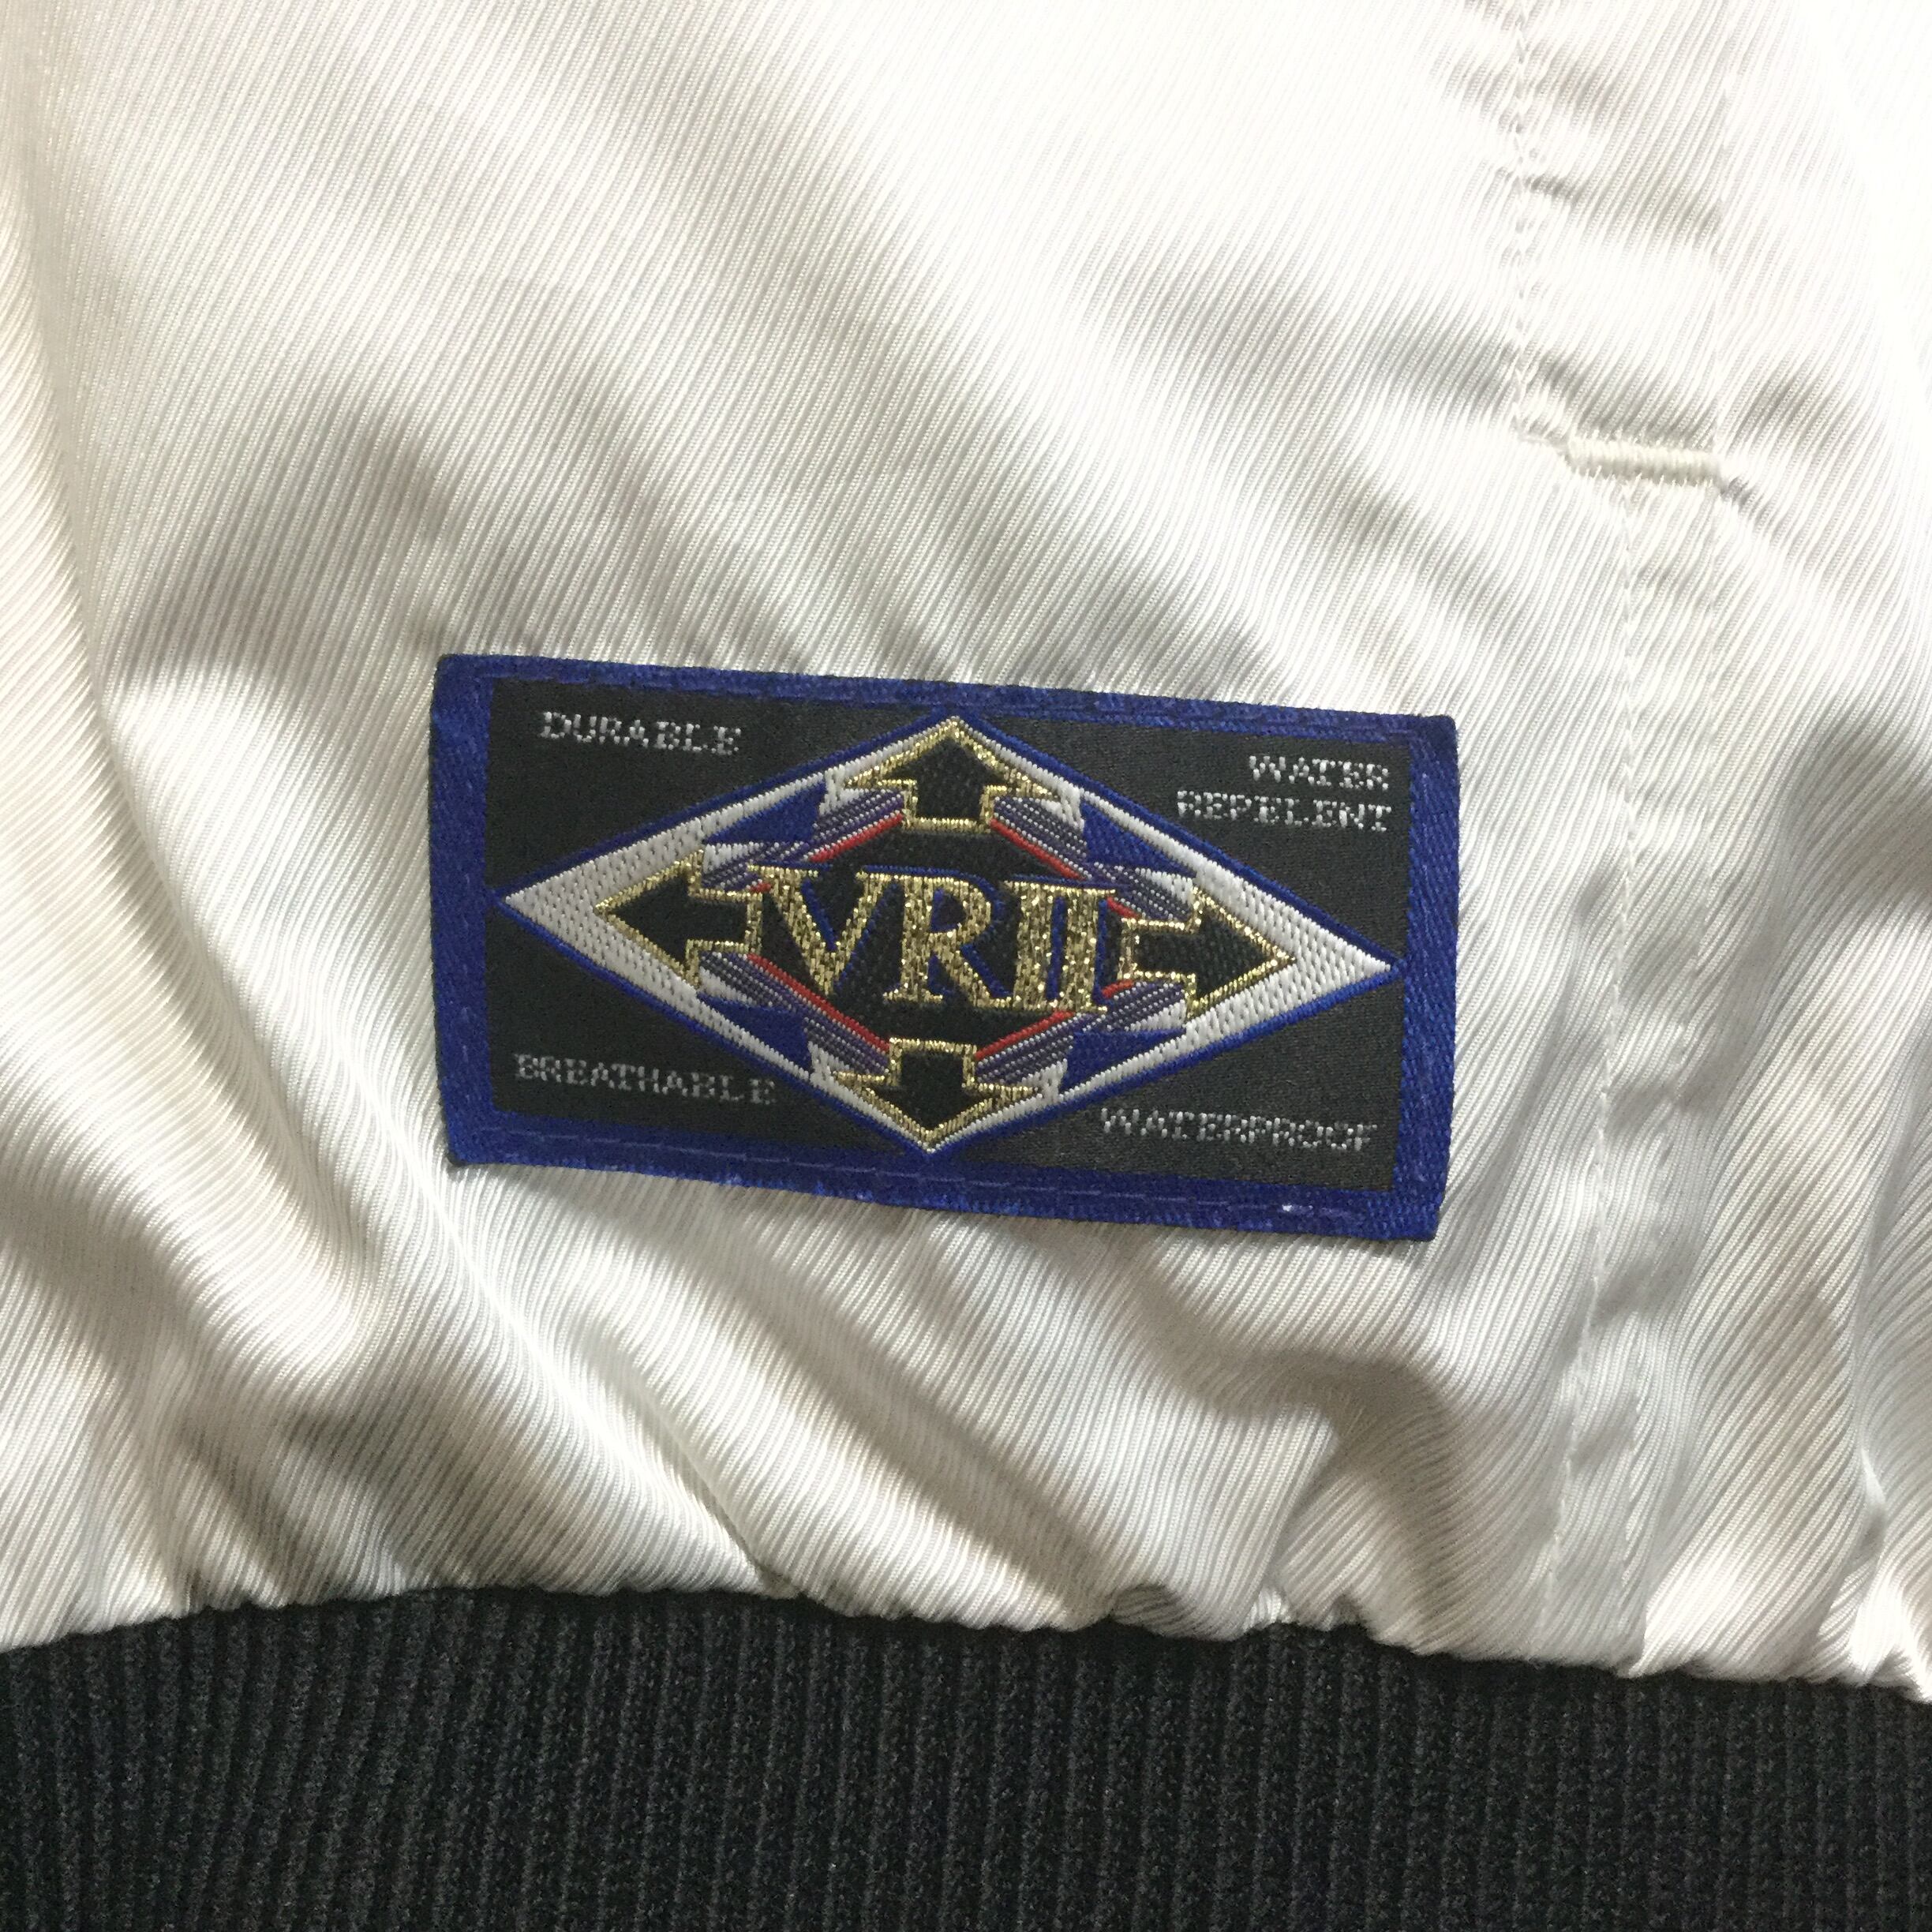 DURABLE
WATER
REPELENT
VRII
BREATHABLE
WATERPROOF